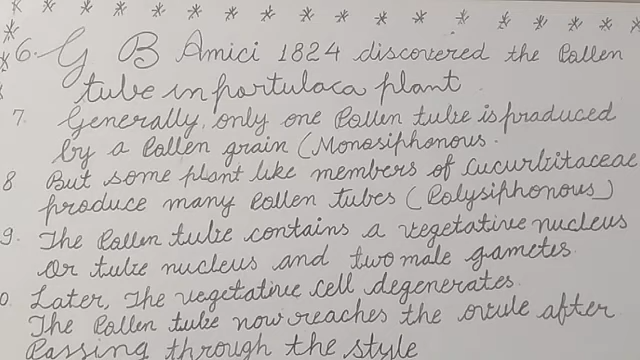 6. G B Amici 1824 discovered the Pollen
tube in portulaca plant
7. Generally, only one Pollen tube is produced
by a Pollen grain (Monosiphonous.
8 But some plant like members of Cucurbitaceae
produce many Pollen tubes (Polysiphonous)
9. The Pollen tube contains a vegetative nucleus
or tube nucleus and two male gametes.
0. Later, The vegetative cell degenerates.
The Pollen tube now reaches the ovule after
Passing through the style